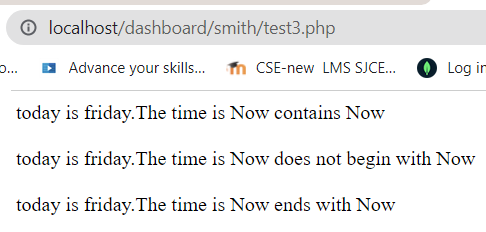 localhost/dashboard/smith/test3.php
o... Advance your skills... CSE-new LMS SJCE... Log in
today is friday.The time is Now contains Now
today is friday.The time is Now does not begin with Now
today is friday.The time is Now ends with Now